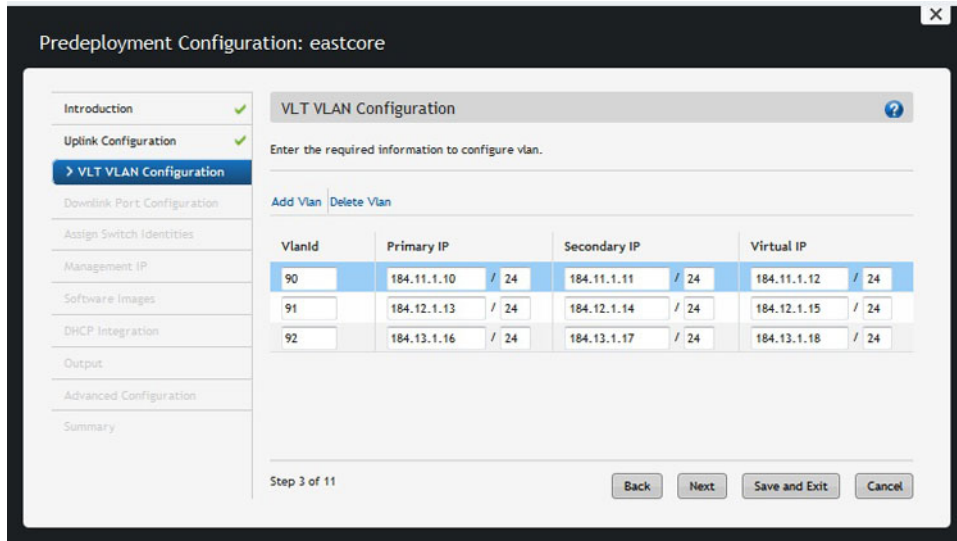 Predeployment Configuration: eastcore
Introduction
Uplink Configuration
> VLT VLAN Configuration
Downlink Port Configuration
Assign Switch Identities
Management IP
Software Images
DHCP Integration
Output
Advanced Configuration
Summary
VLT VLAN Configuration
Enter the required information to configure vlan.
Add Vlan Delete Vlan
VlanId Primary IP Secondary IP Virtual IP
90 184.11.1.10 / 24 184.11.1.11 / 24 184.11.1.12 / 24
91 184.12.1.13 / 24 184.12.1.14 / 24 184.12.1.15 / 24
92 184.13.1.16 / 24 184.13.1.17 / 24 184.13.1.18 / 24
Step 3 of 11 Back Next Save and Exit Cancel